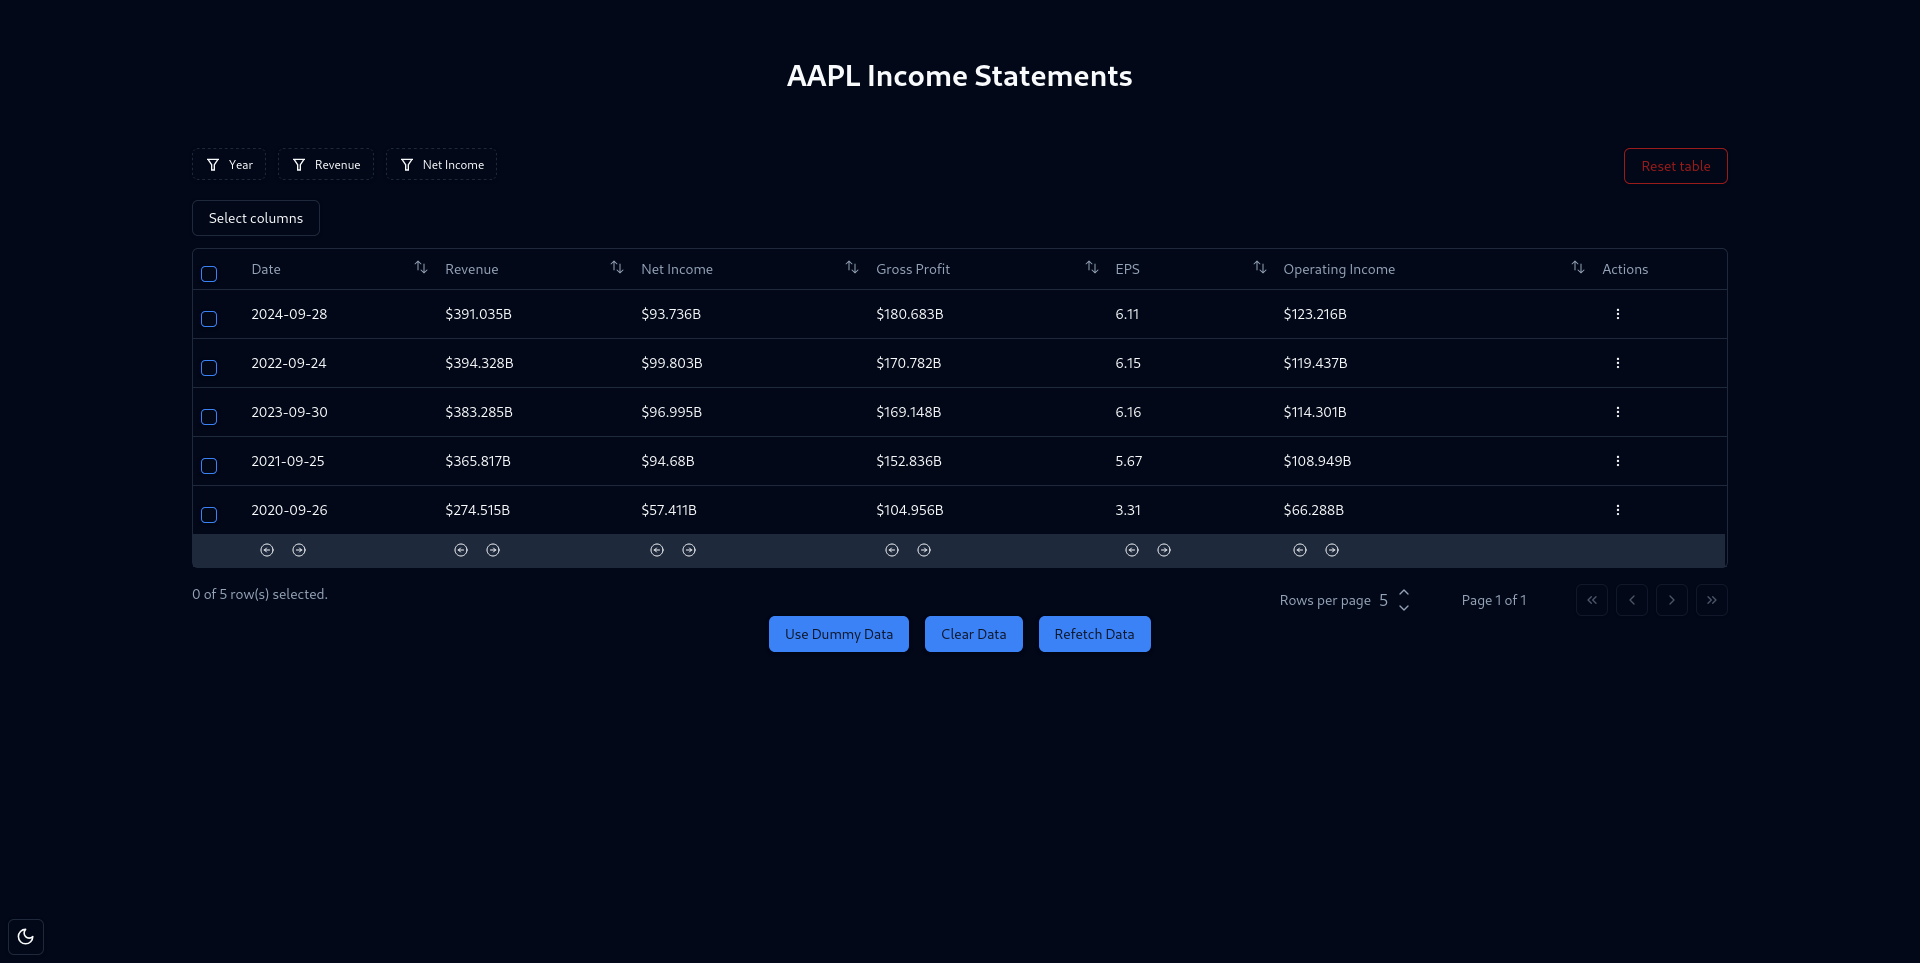 AAPL Income Statements
Year Revenue Net Income Reset table
Select columns
Date Revenue Net Income Gross Profit EPS Operating Income Actions
2024-09-28 $391.035B $93.736B $180.683B 6.11 $123.216B
2022-09-24 $394.328B $99.803B $170.782B 6.15 $119.437B
2023-09-30 $383.285B $96.995B $169.148B 6.16 $114.301B
2021-09-25 $365.817B $94.68B $152.836B 5.67 $108.949B
2020-09-26 $274.515B $57.411B $104.956B 3.31 $66.288B
0 of 5 row(s) selected. Rows per page 5 Page 1 of 1
Use Dummy Data Clear Data Refetch Data